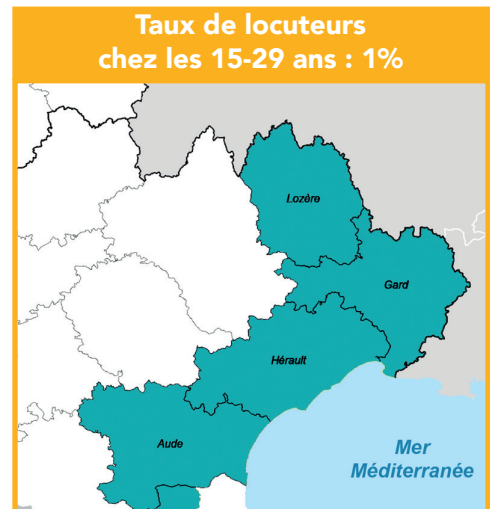 Taux de locuteurs
chez les 15-29 ans : 1%
Lozère
Gard
Hérault
Aude
Mer
Méditerranée